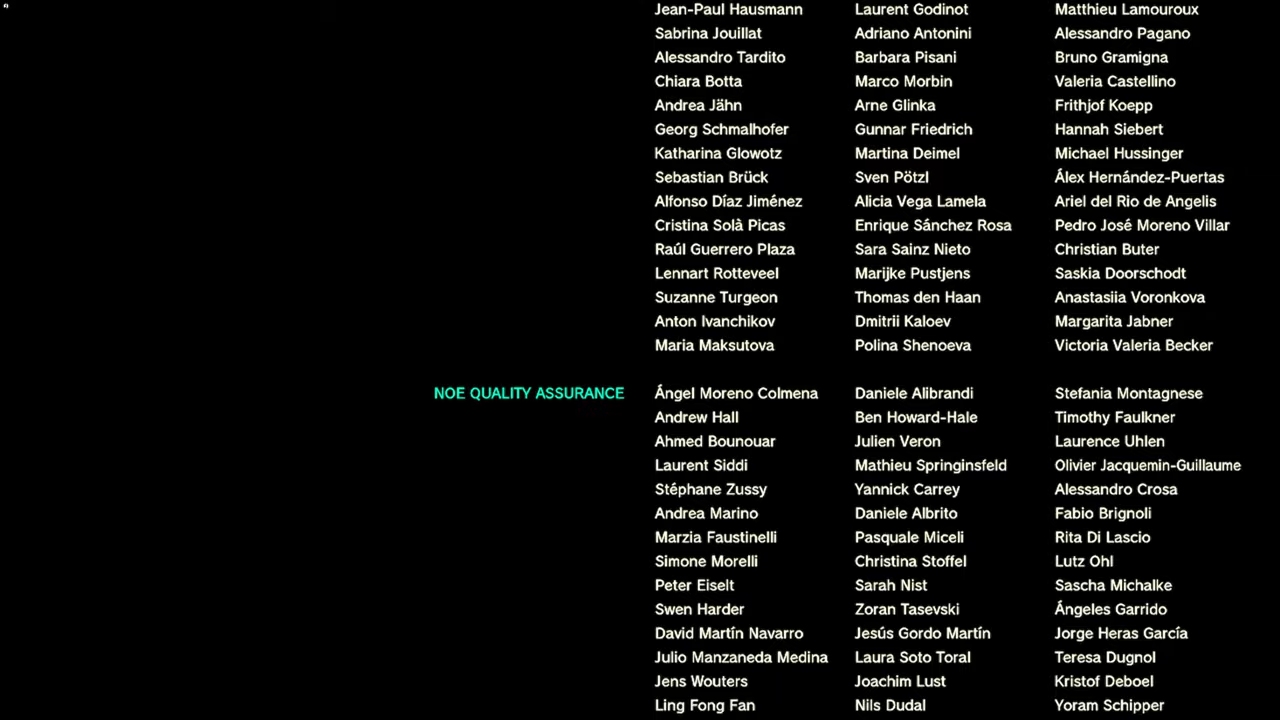 Jean-Paul Hausmann Laurent Godinot Matthieu Lamouroux
Sabrina Jouillat Adriano Antonini Alessandro Pagano
Alessandro Tardito Barbara Pisani Bruno Gramigna
Chiara Botta Marco Morbin Valeria Castellino
Andrea Jähn Arne Glinka Frithjof Koepp
Georg Schmalhofer Gunnar Friedrich Hannah Siebert
Katharina Glowotz Martina Deimel Michael Hussinger
Sebastian Brück Sven Pötzl Álex Hernández-Puertas
Alfonso Díaz Jiménez Alicia Vega Lamela Ariel del Rio de Angelis
Cristina Solà Picas Enrique Sánchez Rosa Pedro José Moreno Villar
Raúl Guerrero Plaza Sara Sainz Nieto Christian Buter
Lennart Rotteveel Marijke Pustjens Saskia Doorschodt
Suzanne Turgeon Thomas den Haan Anastasiia Voronkova
Anton Ivanchikov Dmitrii Kaloev Margarita Jabner
Maria Maksutova Polina Shenoeva Victoria Valeria Becker
NOE QUALITY ASSURANCE Ángel Moreno Colmena Daniele Alibrandi Stefania Montagnese
Andrew Hall Ben Howard-Hale Timothy Faulkner
Ahmed Bounouar Julien Veron Laurence Uhlen
Laurent Siddi Mathieu Springinsfeld Olivier Jacquemin-Guillaume
Stéphane Zussy Yannick Carrey Alessandro Crosa
Andrea Marino Daniele Albrito Fabio Brignoli
Marzia Faustinelli Pasquale Miceli Rita Di Lascio
Simone Morelli Christina Stoffel Lutz Ohl
Peter Eiselt Sarah Nist Sascha Michalke
Swen Harder Zoran Tasevski Ángeles Garrido
David Martín Navarro Jesús Gordo Martín Jorge Heras García
Julio Manzaneda Medina Laura Soto Toral Teresa Dugnol
Jens Wouters Joachim Lust Kristof Deboel
Ling Fong Fan Nils Dudal Yoram Schipper